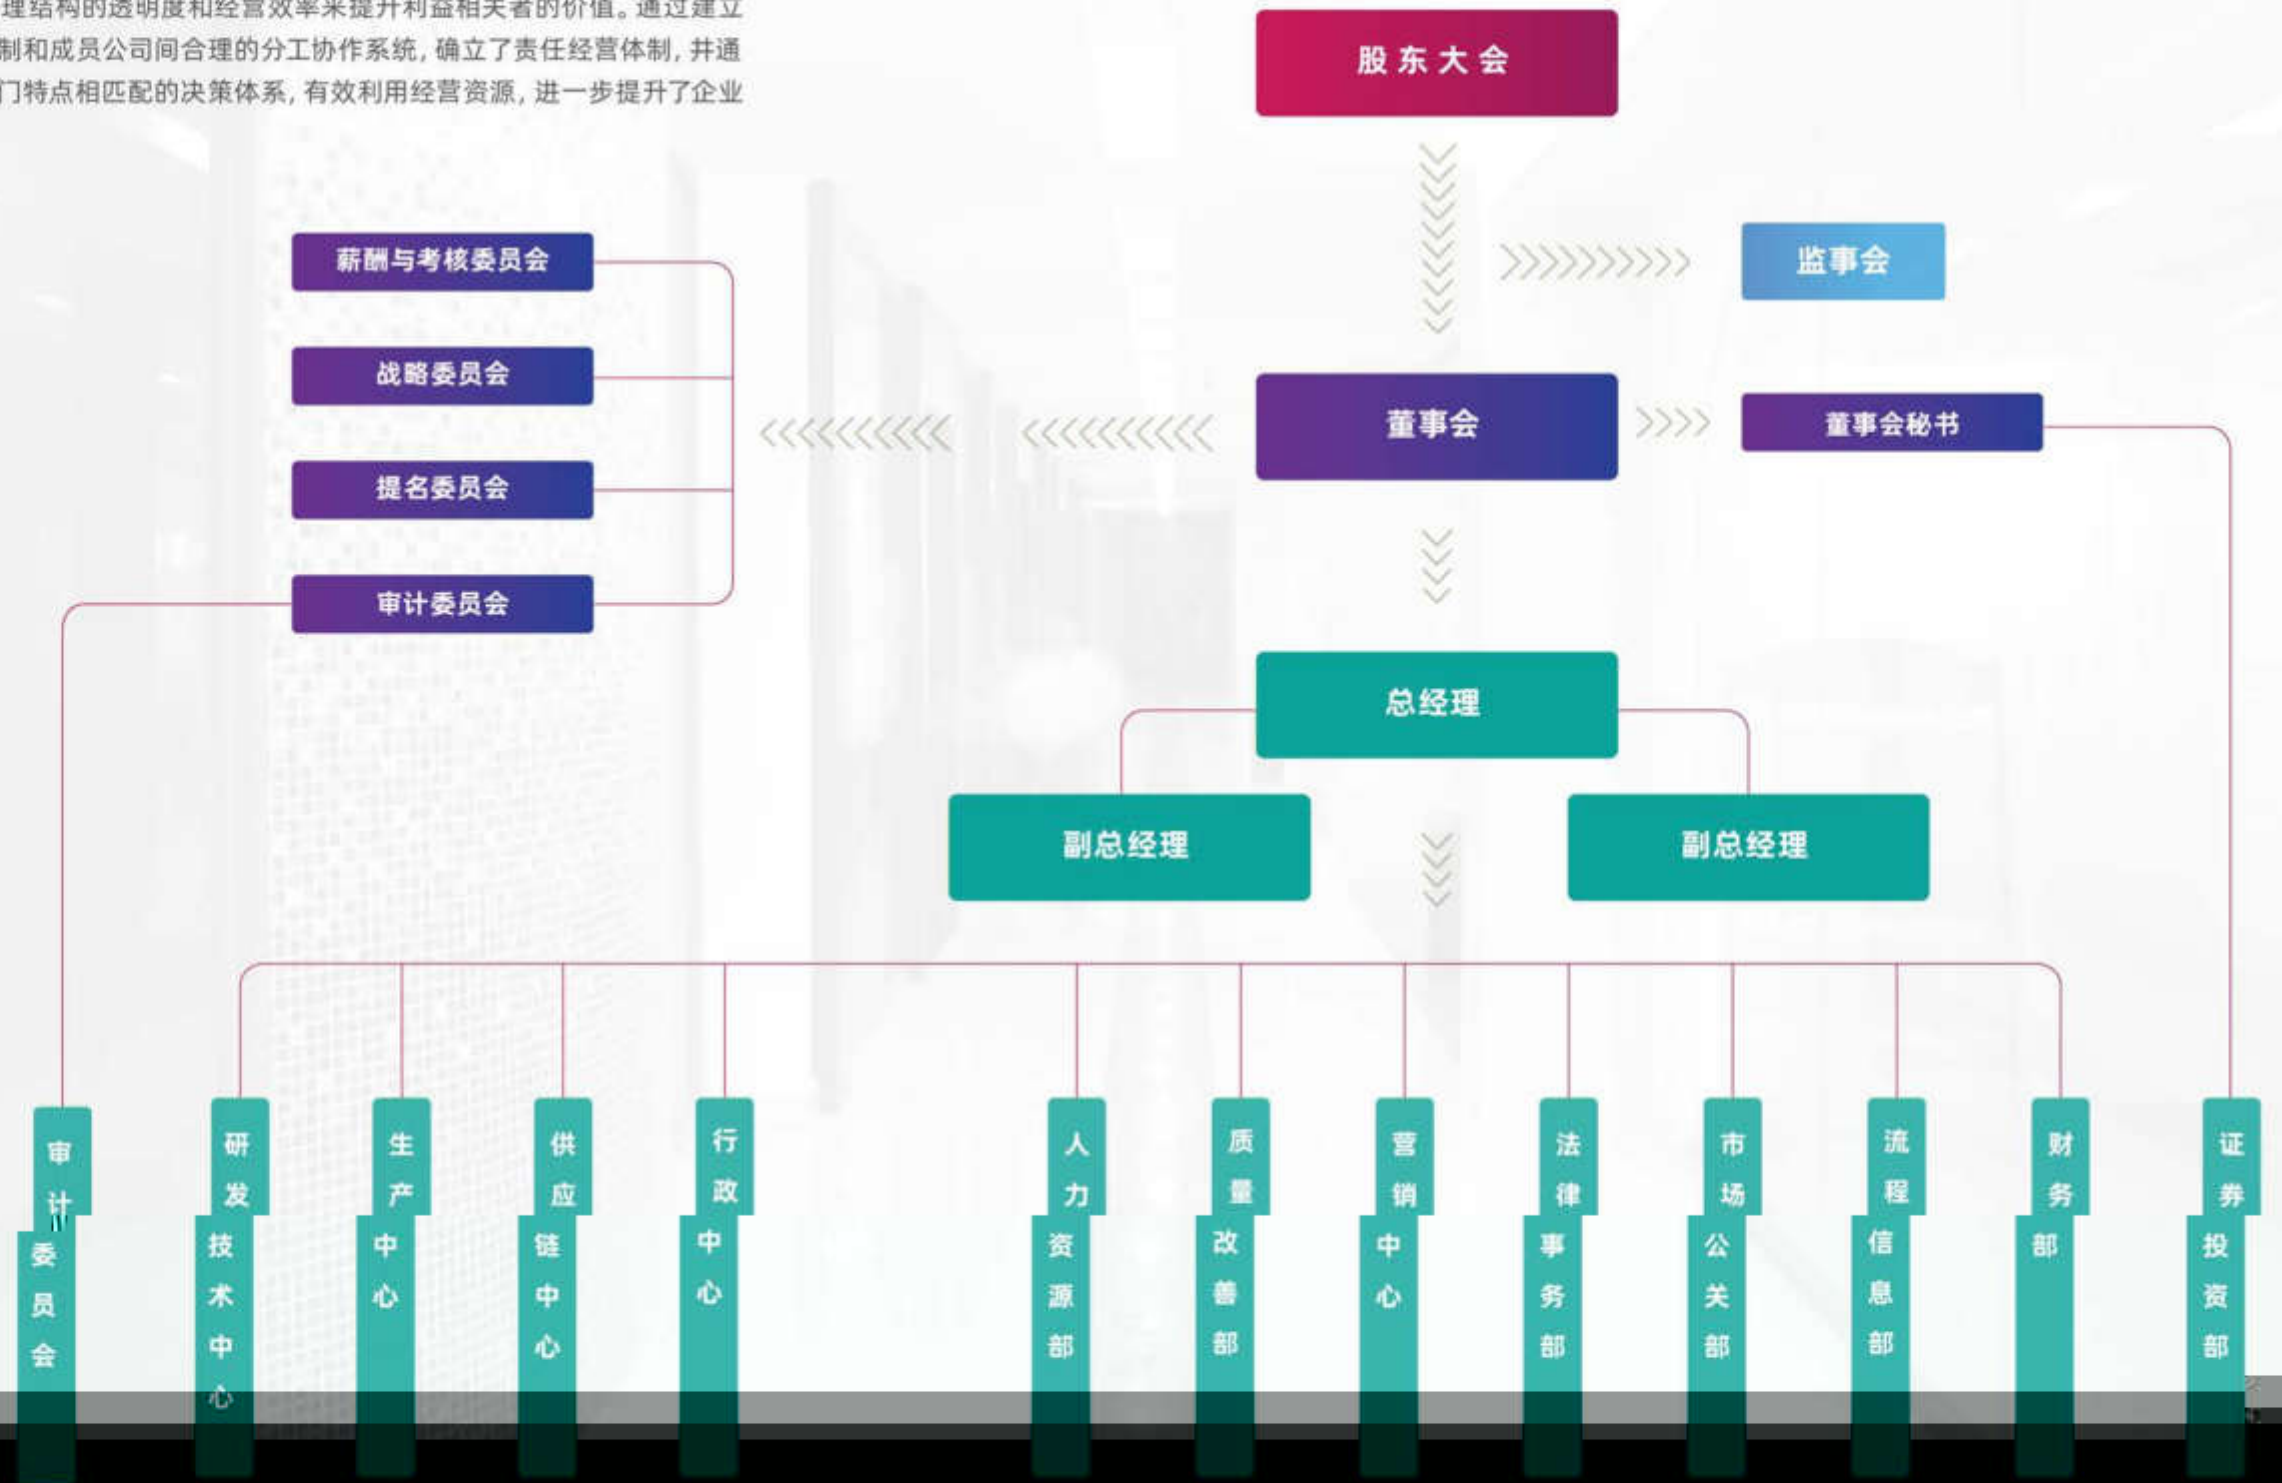 理结构的透明度和经营效率来提升利益相关者的价值。通过建立
制和成员公司间合理的分工协作系统,确立了责任经营体制,并通
门特点相匹配的决策体系,有效利用经营资源,进一步提升了企业
股东大会
监事会
薪酬与考核委员会
战略委员会
提名委员会
审计委员会
董事会
董事会秘书
总经理
副总经理
副总经理
审计委员会
研发技术中心
生产中心
供应链中心
行政中心
人力资源部
质量改善部
营销中心
法律事务部
市场公关部
流程信息部
财务部
证券投资部